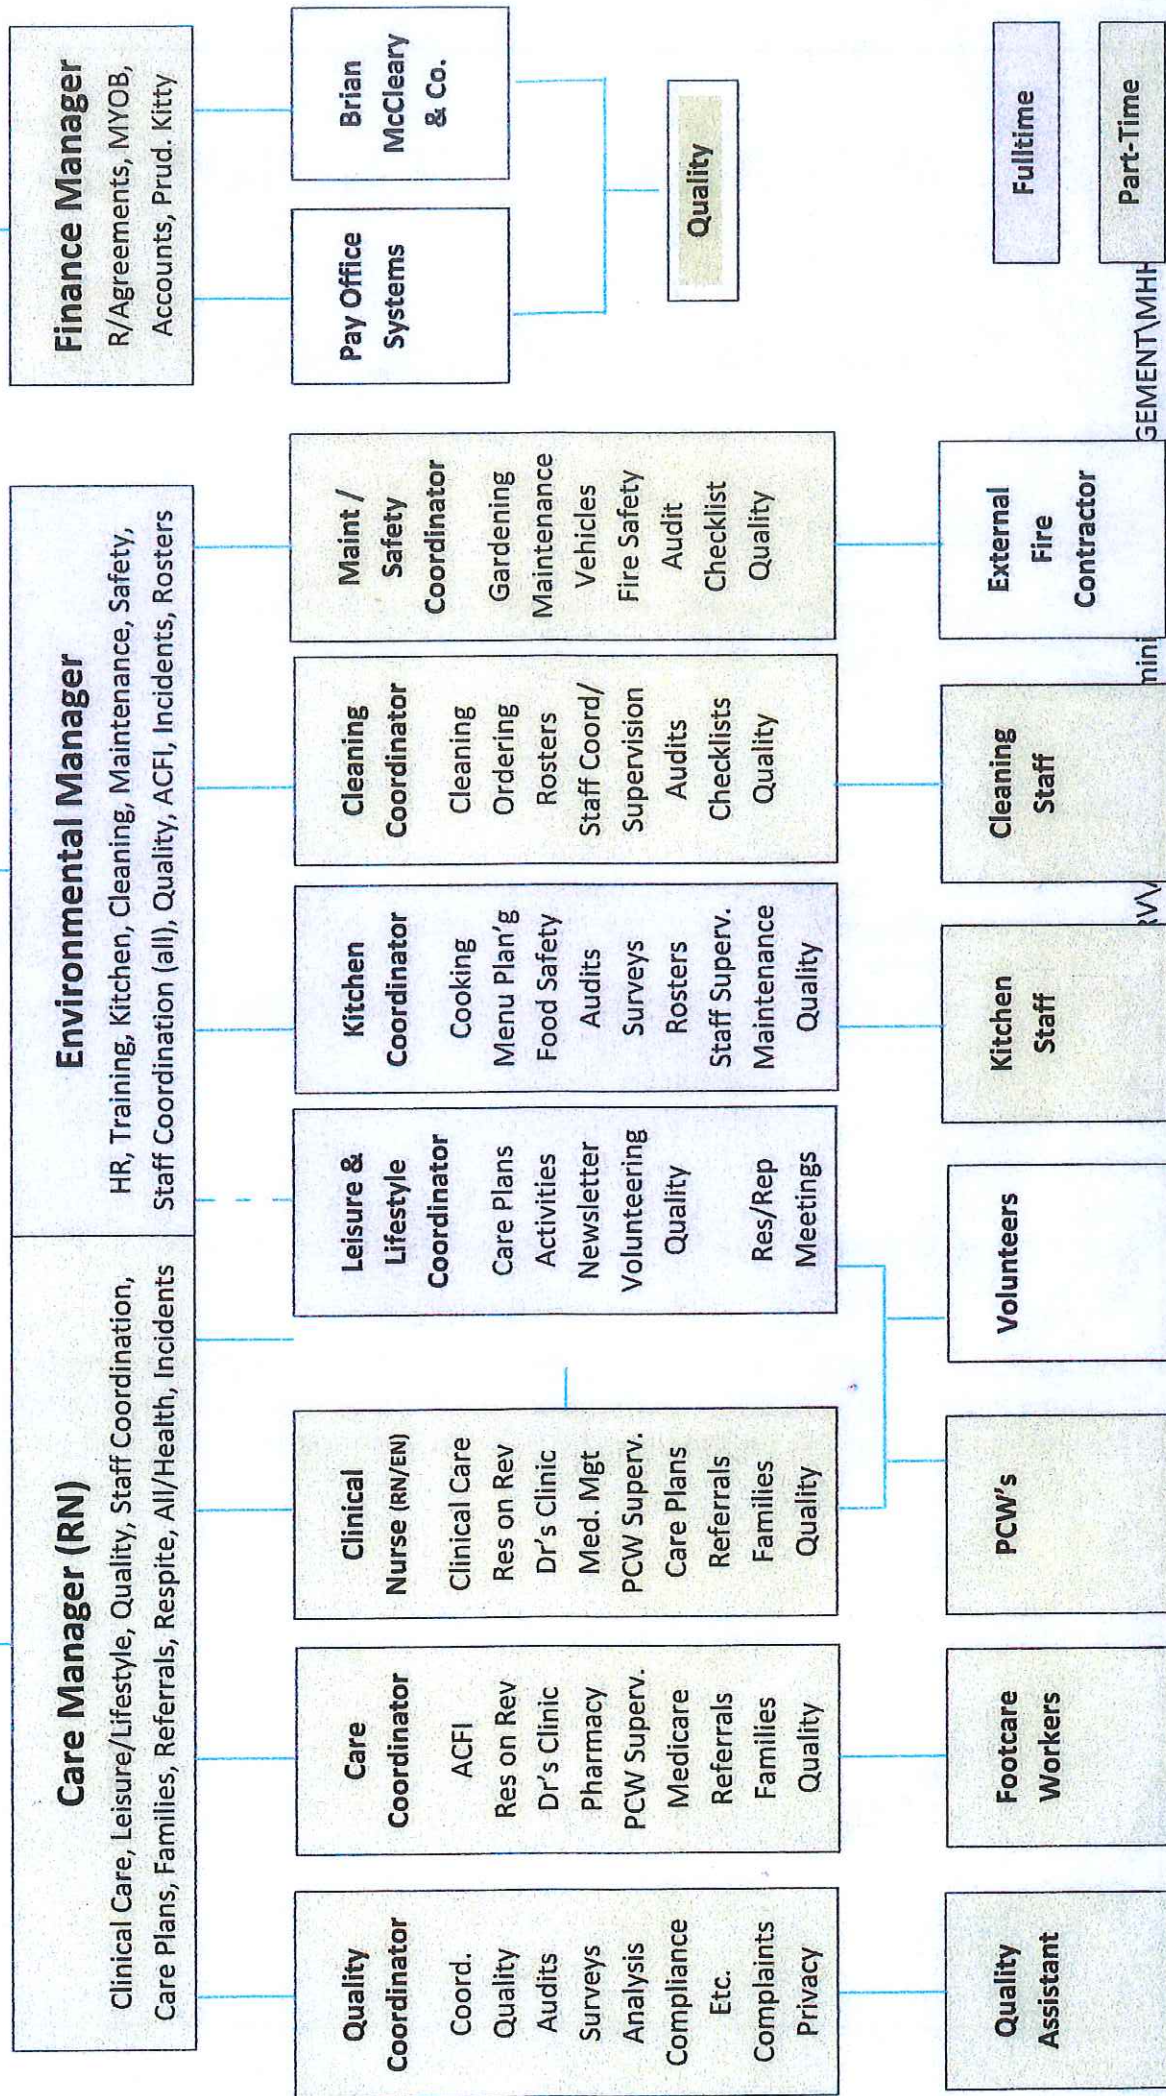 Care Manager (RN)
Clinical Care, Leisure/Lifestyle, Quality, Staff Coordination,
Care Plans, Families, Referrals, Respite, All/Health, Incidents
Environmental Manager
HR, Training, Kitchen, Cleaning, Maintenance, Safety,
Staff Coordination (all), Quality, ACFI, Incidents, Rosters
Finance Manager
R/Agreements, MYOB,
Accounts, Prud. Kitty
Quality
Coordinator
Coord.
Quality
Audits
Surveys
Analysis
Compliance
Etc.
Complaints
Privacy
Care
Coordinator
ACFI
Res on Rev
Dr's Clinic
Pharmacy
PCW Superv.
Medicare
Referrals
Families
Quality
Clinical
Nurse (RN/EN)
Clinical Care
Res on Rev
Dr's Clinic
Med. Mgt
PCW Superv.
Care Plans
Referrals
Families
Quality
Leisure &
Lifestyle
Coordinator
Care Plans
Activities
Newsletter
Volunteering
Quality
Res/Rep
Meetings
Kitchen
Coordinator
Cooking
Menu Plan'g
Food Safety
Audits
Surveys
Rosters
Staff Superv.
Maintenance
Quality
Cleaning
Coordinator
Cleaning
Ordering
Rosters
Staff Coord/
Supervision
Audits
Checklists
Quality
Maint /
Safety
Coordinator
Gardening
Maintenance
Vehicles
Fire Safety
Audit
Checklist
Quality
Pay Office
Systems
Brian
McCleary
& Co.
Quality
Quality
Assistant
Footcare
Workers
PCW's
Volunteers
Kitchen
Staff
Cleaning
Staff
External
Fire
Contractor
Fulltime
Part-Time
mini
GEMENT\MHH